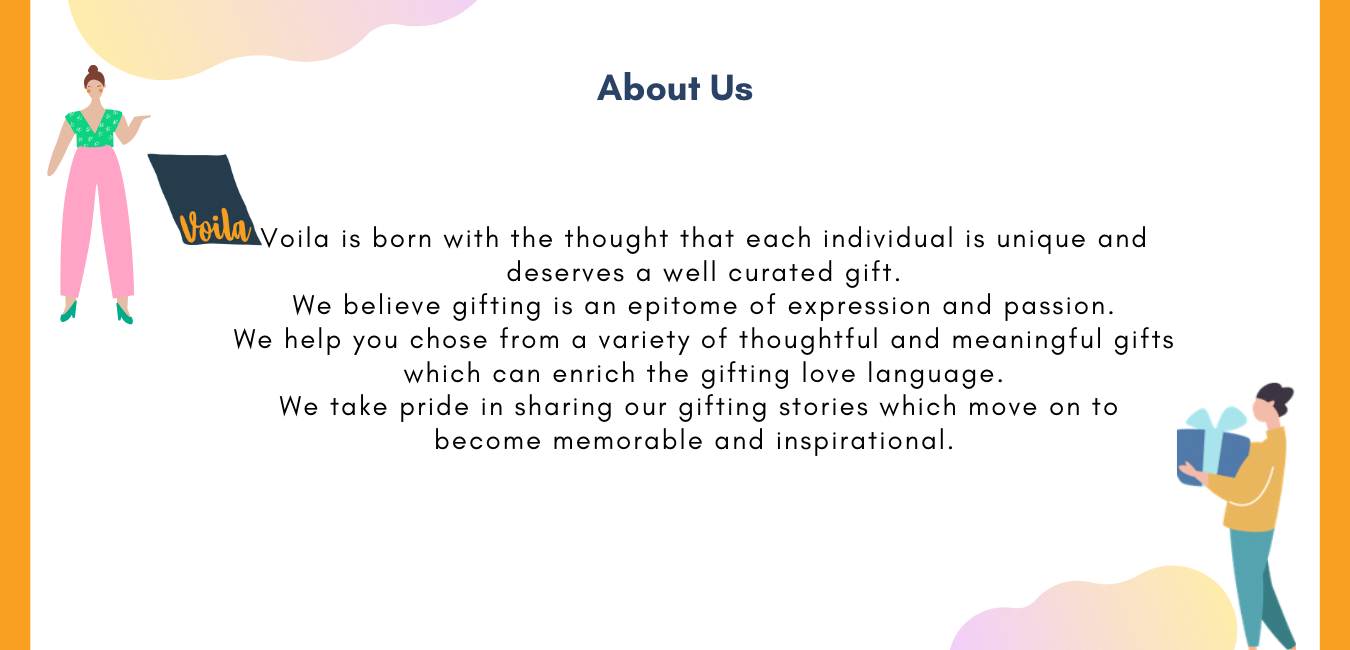 About Us
Voila
Voila is born with the thought that each individual is unique and
deserves a well curated gift.
We believe gifting is an epitome of expression and passion.
We help you chose from a variety of thoughtful and meaningful gifts
which can enrich the gifting love language.
We take pride in sharing our gifting stories which move on to
become memorable and inspirational.